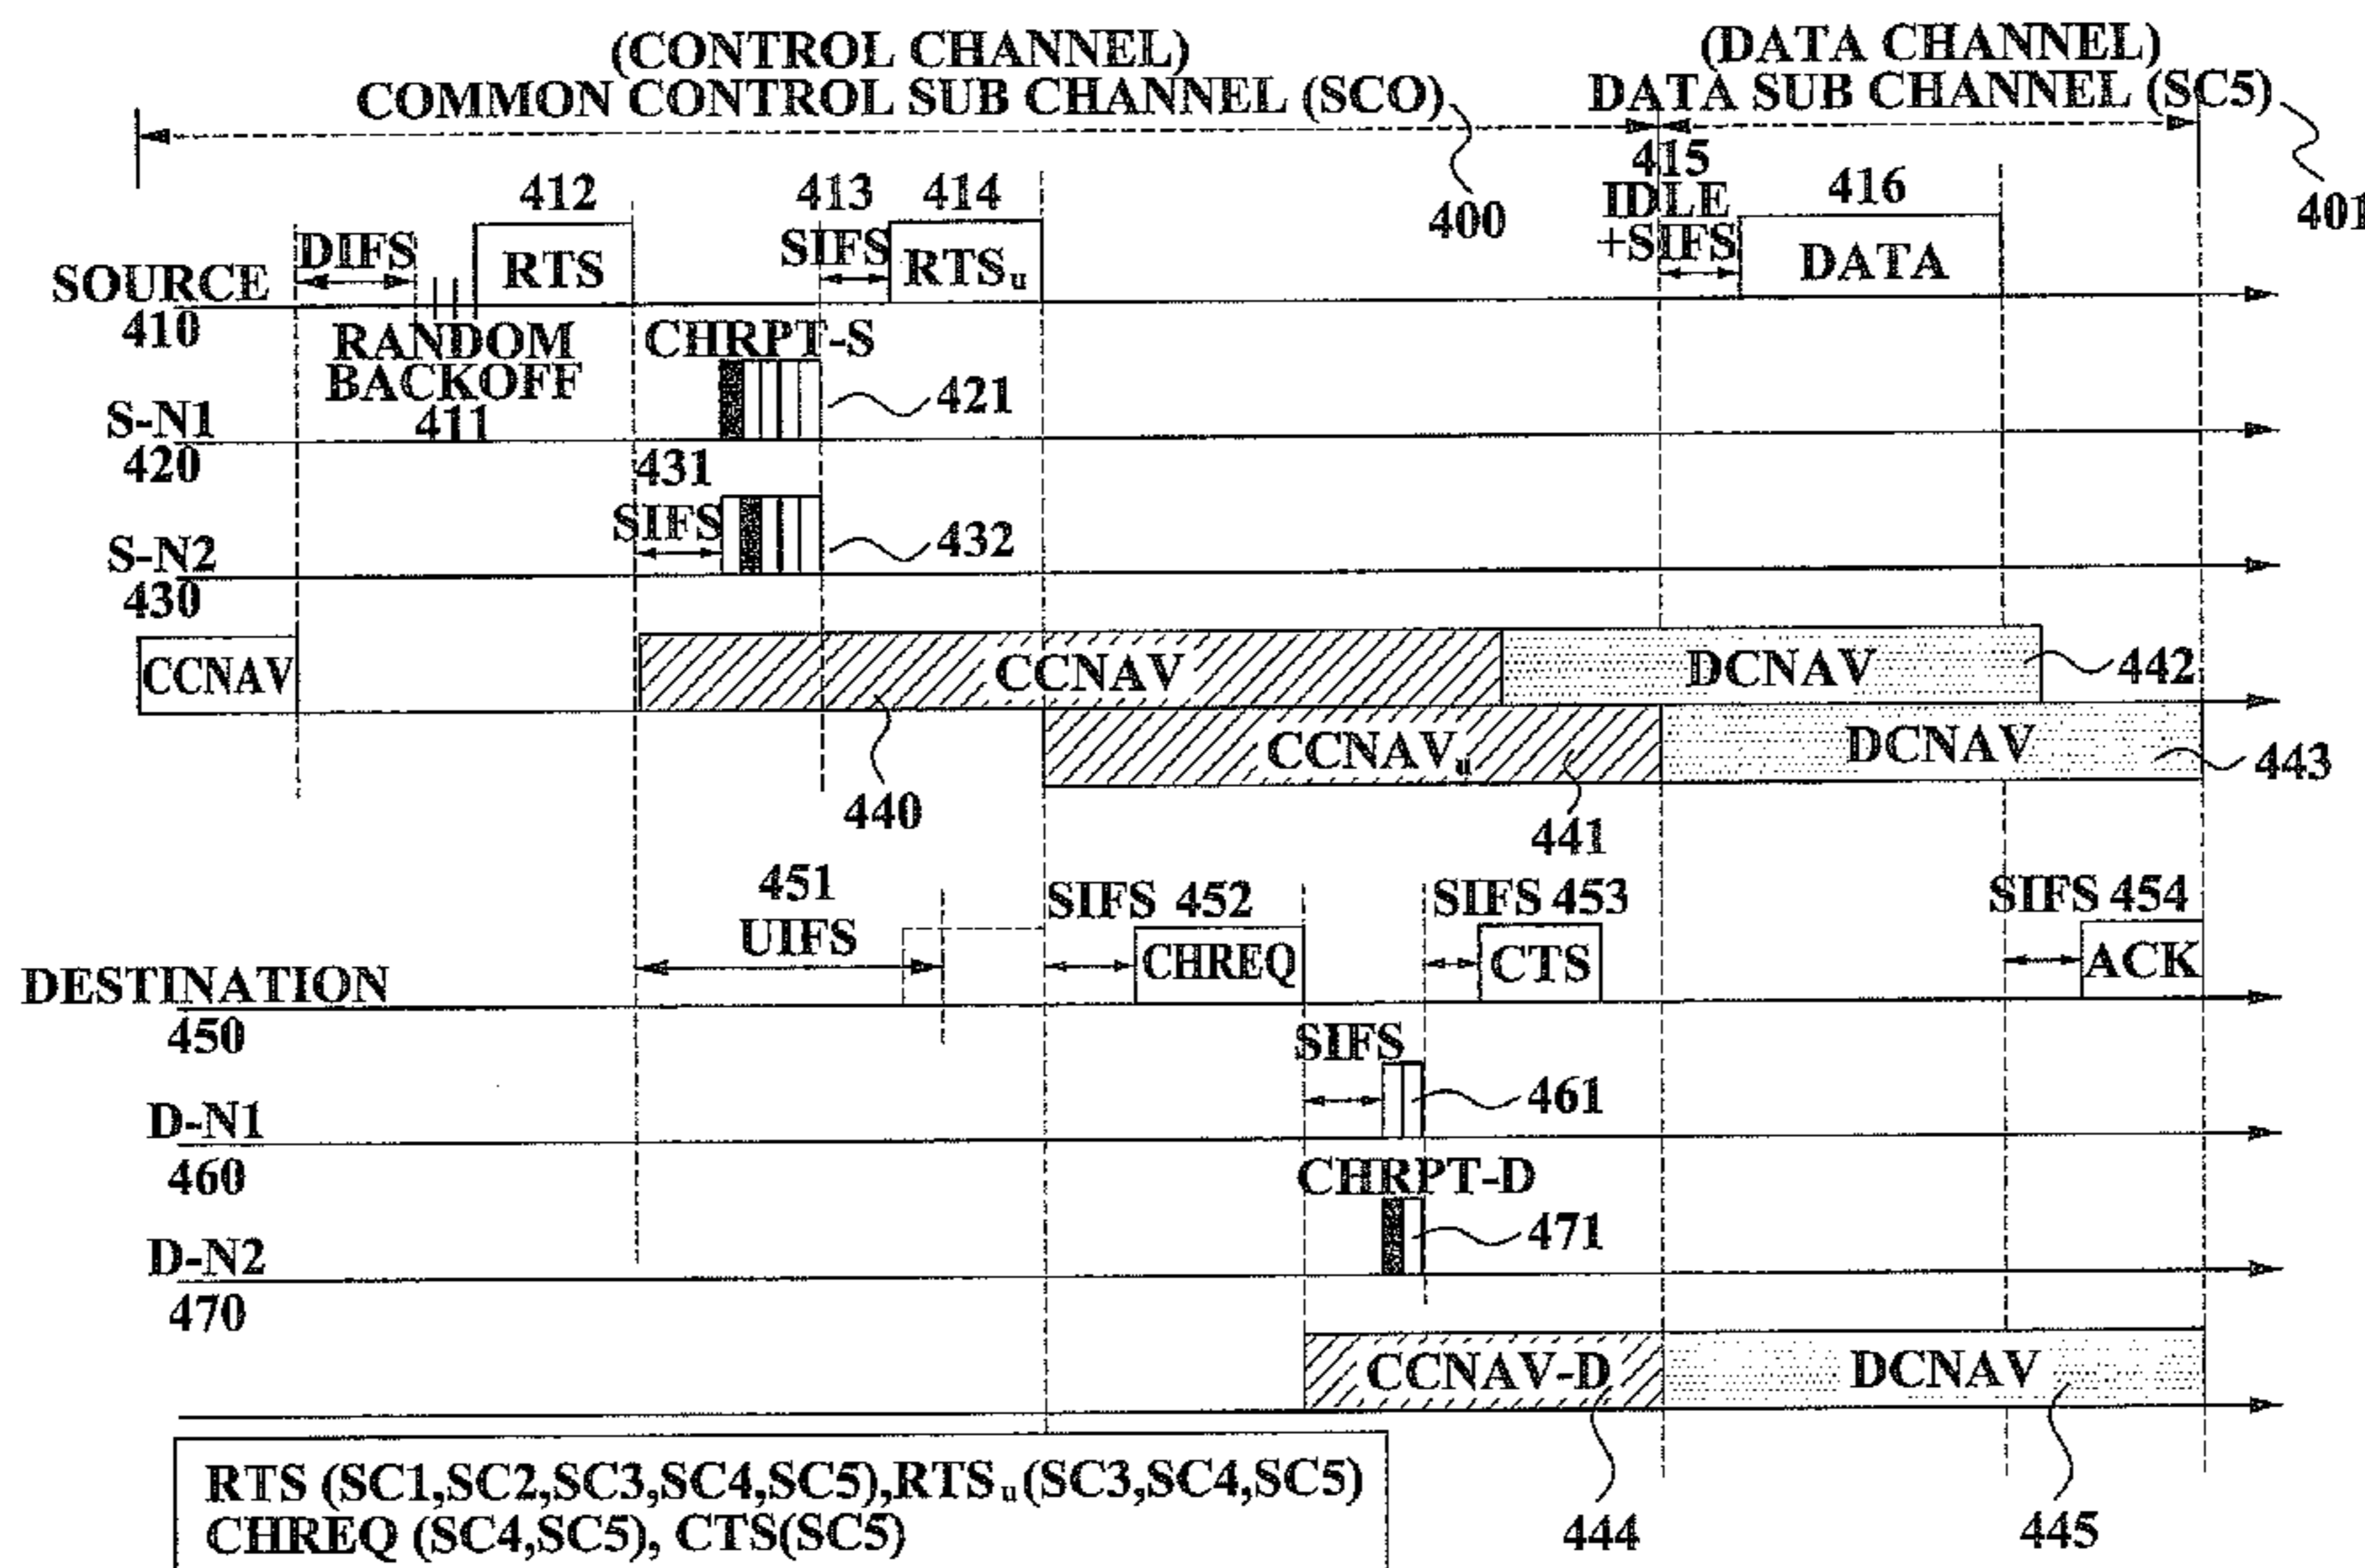 (CONTROL CHANNEL)
COMMON CONTROL SUB CHANNEL (SCO)
(DATA CHANNEL)
DATA SUB CHANNEL (SC5)
400
401
412
413
414
415
416
DIFS
RTS
SIFS
RTSu
IDLE
+SIFS
DATA
SOURCE
410
RANDOM
BACKOFF
411
CHRPT-S
421
S-N1
420
431
SIFS
432
S-N2
430
CCNAV
CCNAV
DCNAV
442
CCNAVu
DCNAV
443
440
441
451
UIFS
SIFS 452
SIFS 453
SIFS 454
CHREQ
CTS
ACK
DESTINATION
450
SIFS
461
D-N1
460
CHRPT-D
471
D-N2
470
CCNAV-D
DCNAV
RTS (SC1,SC2,SC3,SC4,SC5),RTSu(SC3,SC4,SC5)
CHREQ (SC4,SC5), CTS(SC5)
444
445